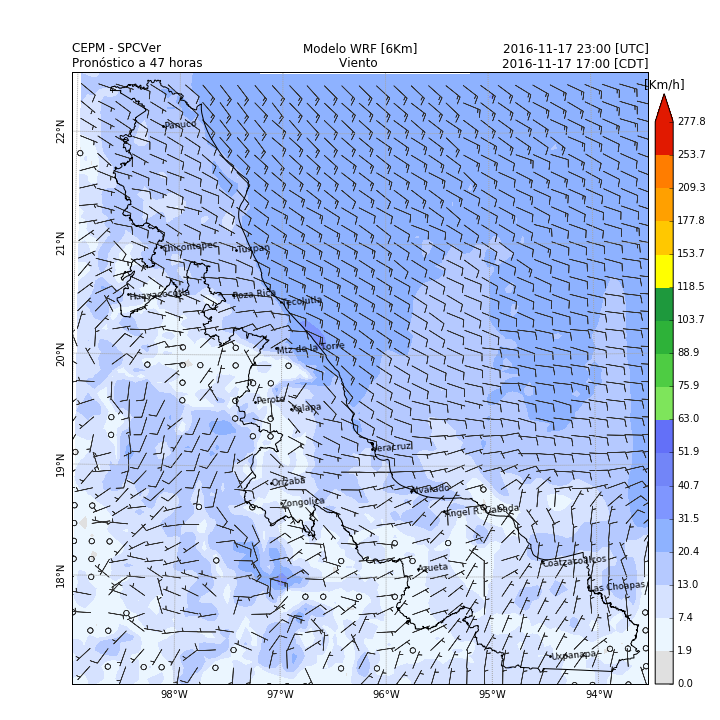 CEPM - SPCVer Modelo WRF [6Km] 2016-11-17 23:00 [UTC]
Pronóstico a 47 horas Viento 2016-11-17 17:00 [CDT]
[Km/h]
277.8
253.7
209.3
177.8
153.7
118.5
103.7
88.9
75.9
63.0
51.9
40.7
31.5
20.4
13.0
7.4
1.9
0.0
22°N
21°N
20°N
19°N
18°N
Panuco
Chicontepec
Tuxpan
Huayacocotla
Poza Rica
Tecolutla
Mtz de la Torre
Perote
Xalapa
Veracruz
Orizaba
Alvarado
Zongolica
Angel R. Cabada
Coatzacoalcos
Azueta
Las Choapas
Uxpanapa
98°W 97°W 96°W 95°W 94°W